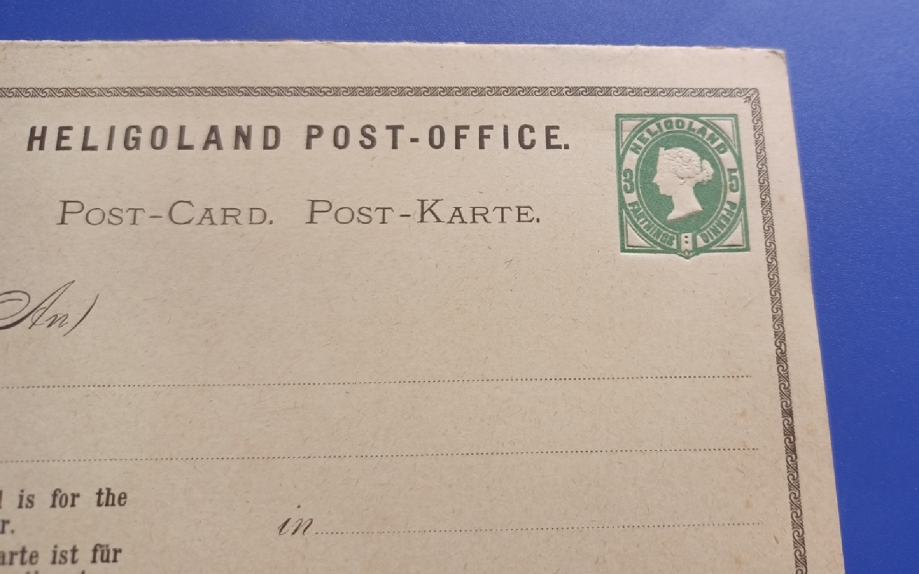 HELIGOLAND POST-OFFICE.
HELIGOLAND
3 5
FARTHINGS PFENNIG
POST-CARD. POST-KARTE.
An)
is for the
r.
in
arte ist für